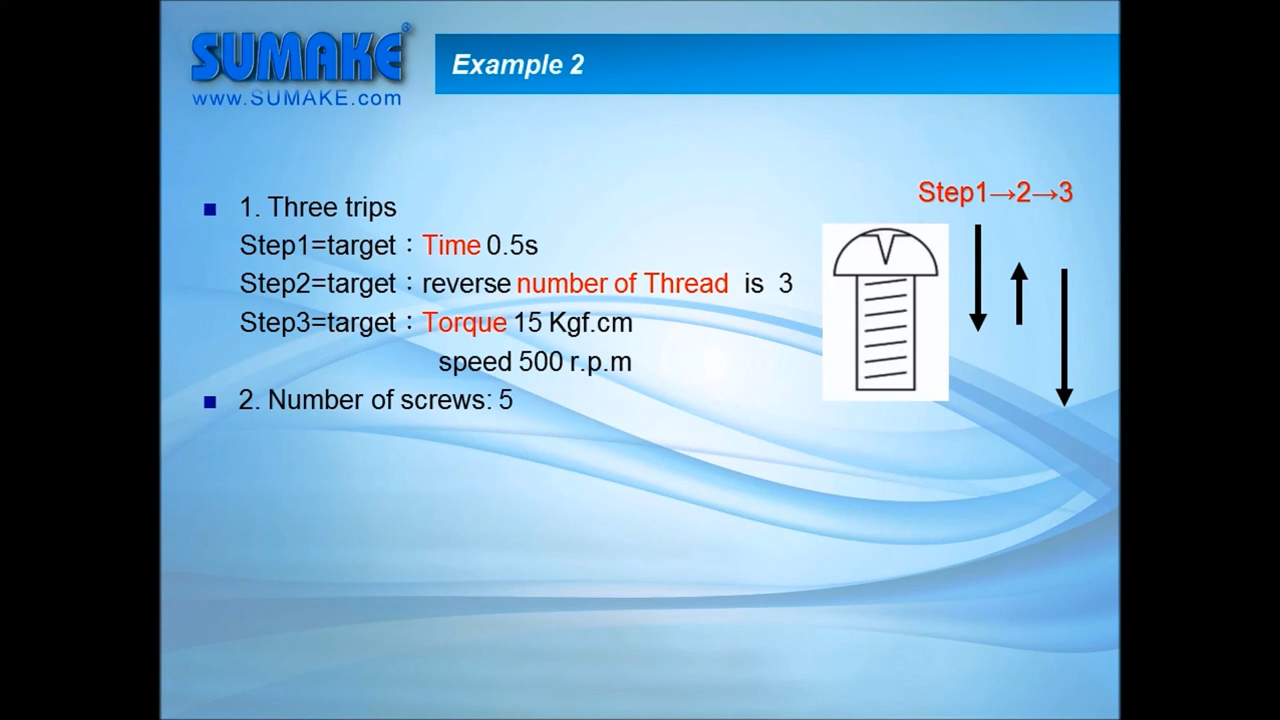 SUMAKE®
www.SUMAKE.com
Example 2
Step1→2→3
1. Three trips
Step1=target：Time 0.5s
Step2=target：reverse number of Thread is 3
Step3=target：Torque 15 Kgf.cm
speed 500 r.p.m
2. Number of screws: 5